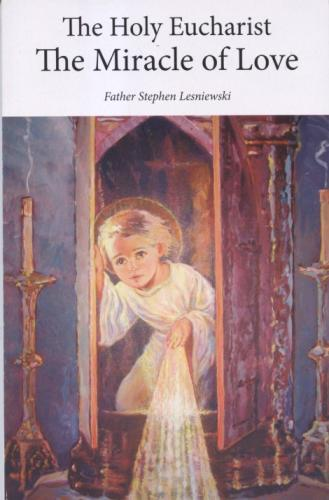 The Holy Eucharist
The Miracle of Love
Father Stephen Lesniewski